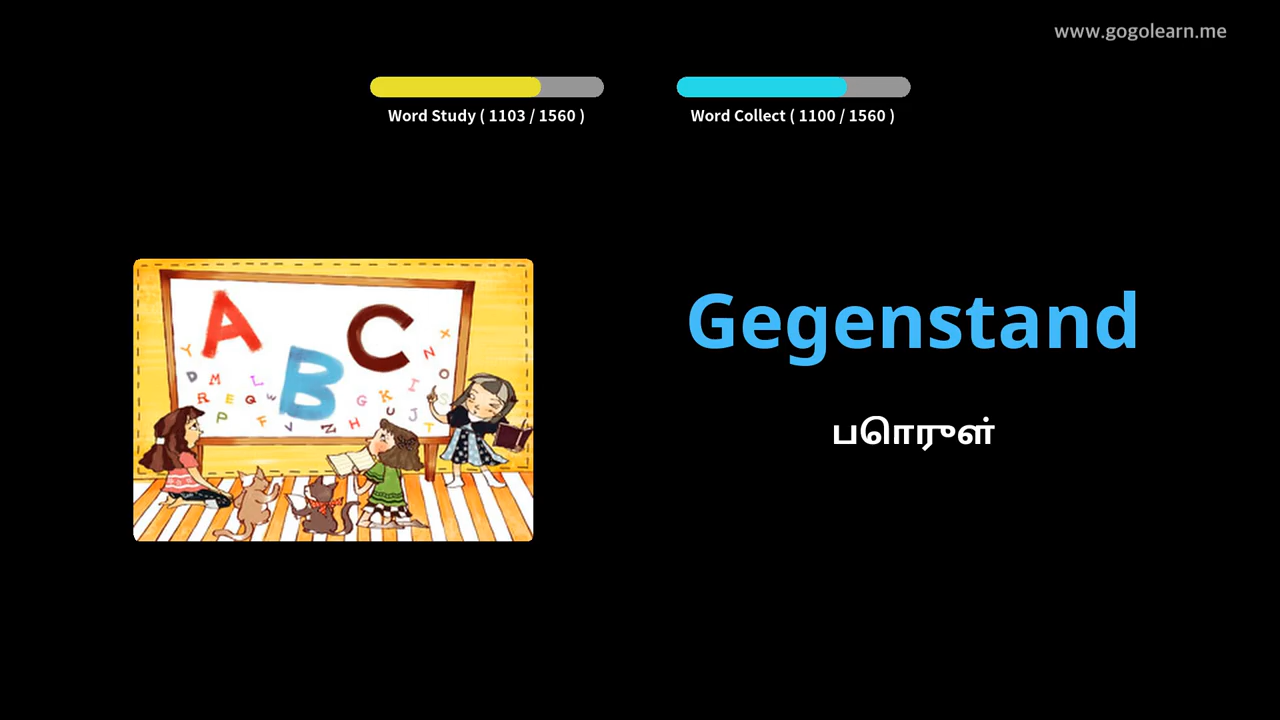 www.gogolearn.me
Word Study ( 1103 / 1560 )
Word Collect ( 1100 / 1560 )
A
B
C
X
Y
N
D
M
L
O
R
E
Q
W
G
K
I
S
P
F
V
Z
H
U
J
T
Gegenstand
பொருள்